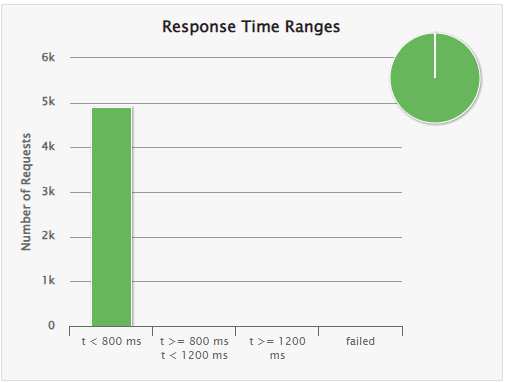 Response Time Ranges
Number of Requests
6k
5k
4k
3k
2k
1k
0
t < 800 ms
t >= 800 ms
t < 1200 ms
t >= 1200
ms
failed